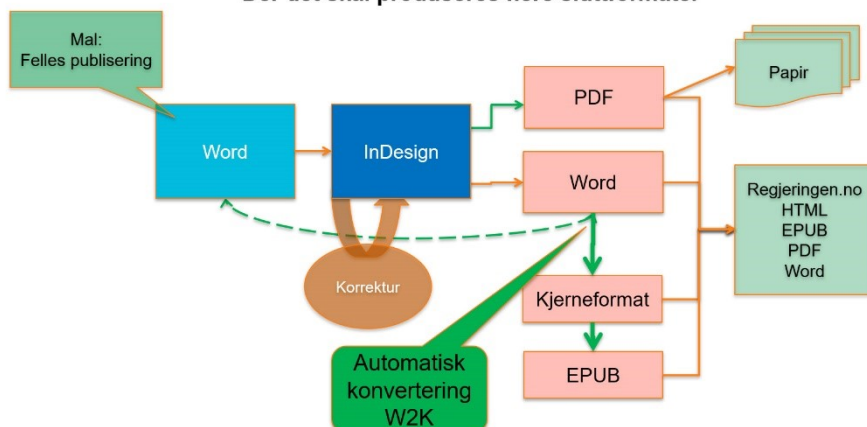 Mal:
Felles publisering
Word
InDesign
Korrektur
PDF
Word
Kjerneformat
EPUB
Automatisk
konvertering
W2K
Papir
Regjeringen.no
HTML
EPUB
PDF
Word